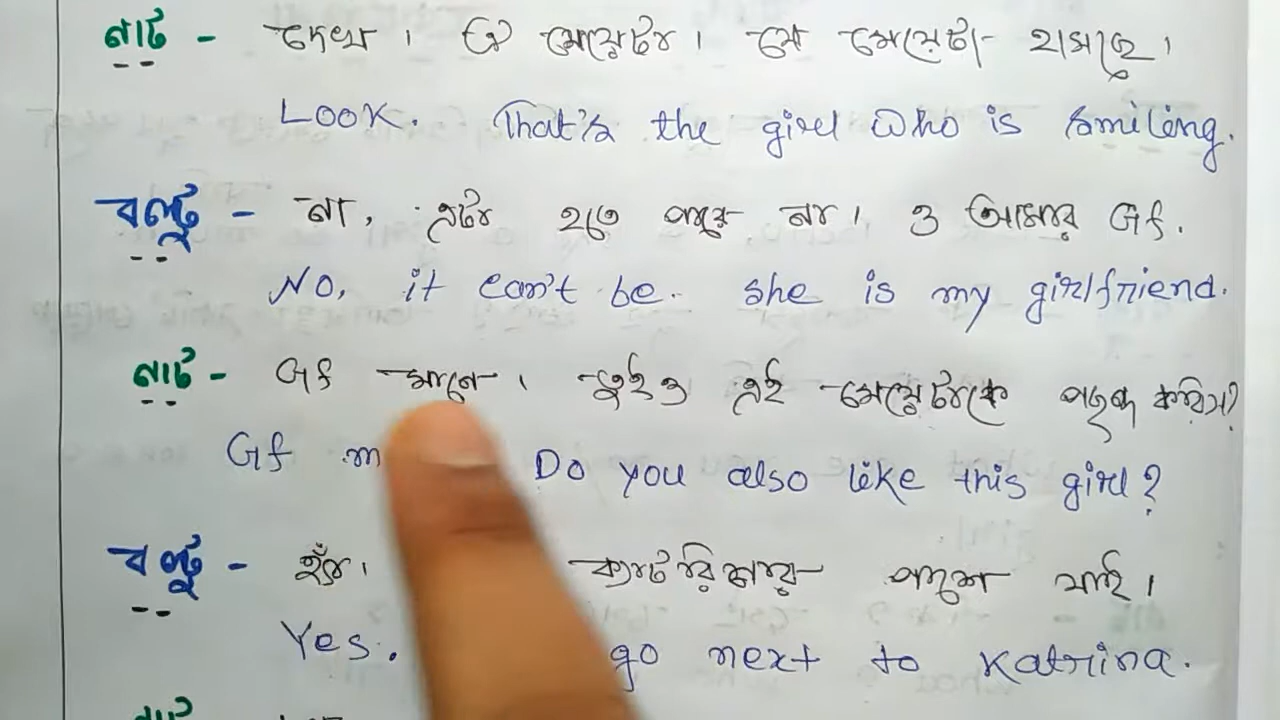 নাট - দেখ। ঐ মেয়েটা। যে মেয়েটা হাসছে।
Look. That's the girl who is smiling.
বল্টু - না, এটা হতে পারে না। ও আমার Gf.
No, it can't be. she is my girlfriend.
নাট - Gf মানে। তুইও এই মেয়েটাকে পছন্দ করিস?
Gf m Do you also like this girl?
বল্টু - হ্যাঁ। ক্যাটরিনার পাশে যাই।
Yes. go next to Katrina.
নাট